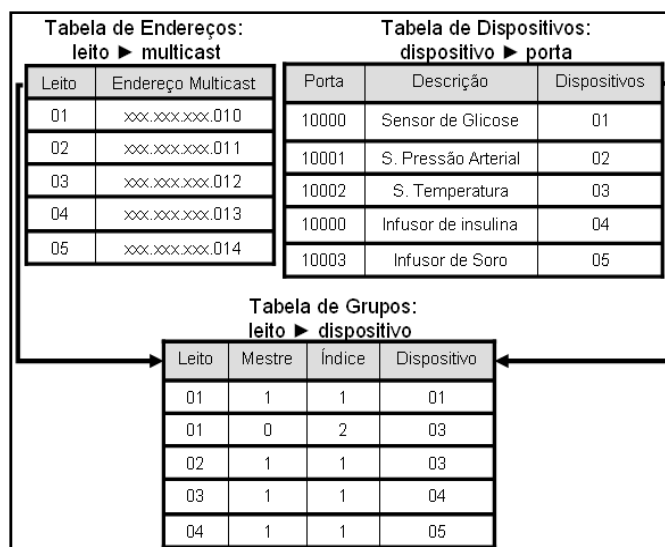 Tabela de Endereços:
leito ► multicast
Leito Endereço Multicast
01 xxx.xxx.xxx.010
02 xxx.xxx.xxx.011
03 xxx.xxx.xxx.012
04 xxx.xxx.xxx.013
05 xxx.xxx.xxx.014
Tabela de Dispositivos:
dispositivo ► porta
Porta Descrição Dispositivos
10000 Sensor de Glicose 01
10001 S. Pressão Arterial 02
10002 S. Temperatura 03
10000 Infusor de insulina 04
10003 Infusor de Soro 05
Tabela de Grupos:
leito ► dispositivo
Leito Mestre Índice Dispositivo
01 1 1 01
01 0 2 03
02 1 1 03
03 1 1 04
04 1 1 05